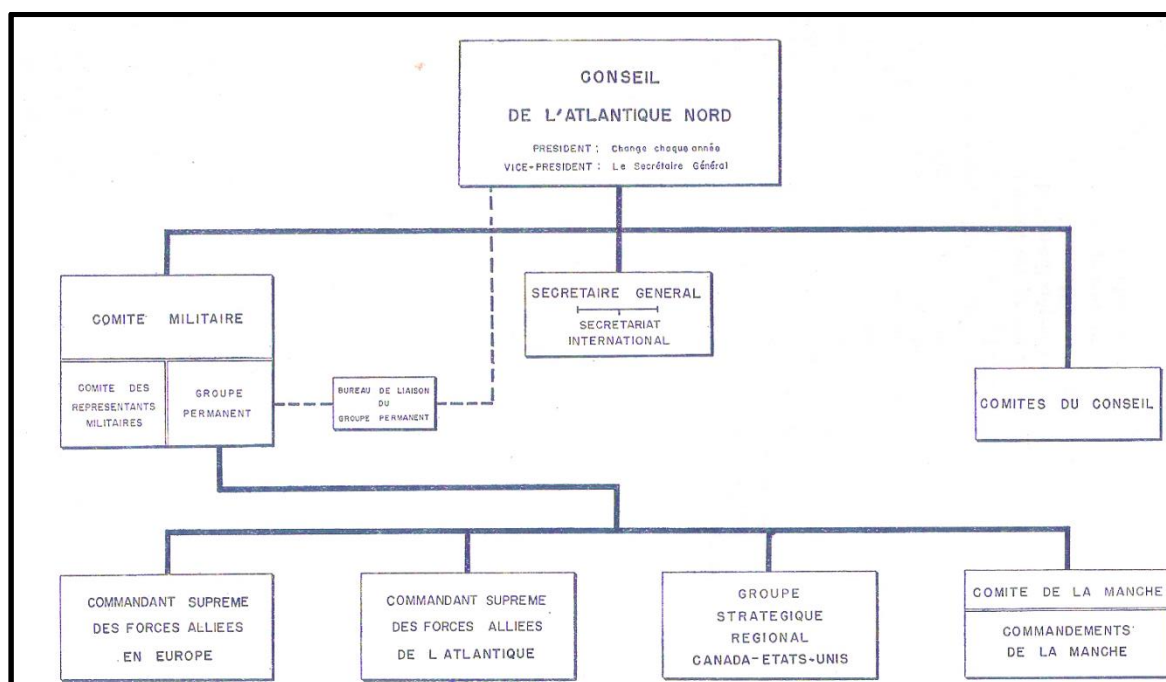 CONSEIL
DE L'ATLANTIQUE NORD
PRESIDENT : Change chaque année
VICE-PRESIDENT : Le Secrétaire Général
COMITE MILITAIRE
COMITE DES
REPRESENTANTS
MILITAIRES
GROUPE
PERMANENT
BUREAU DE LIAISON
DU
GROUPE PERMANENT
SECRETAIRE GENERAL
SECRETARIAT
INTERNATIONAL
COMITES DU CONSEIL
COMMANDANT SUPREME
DES FORCES ALLIEES
EN EUROPE
COMMANDANT SUPREME
DES FORCES ALLIEES
DE L ATLANTIQUE
GROUPE
STRATEGIQUE
REGIONAL
CANADA-ETATS-UNIS
COMITE DE LA MANCHE
COMMANDEMENTS
DE LA MANCHE